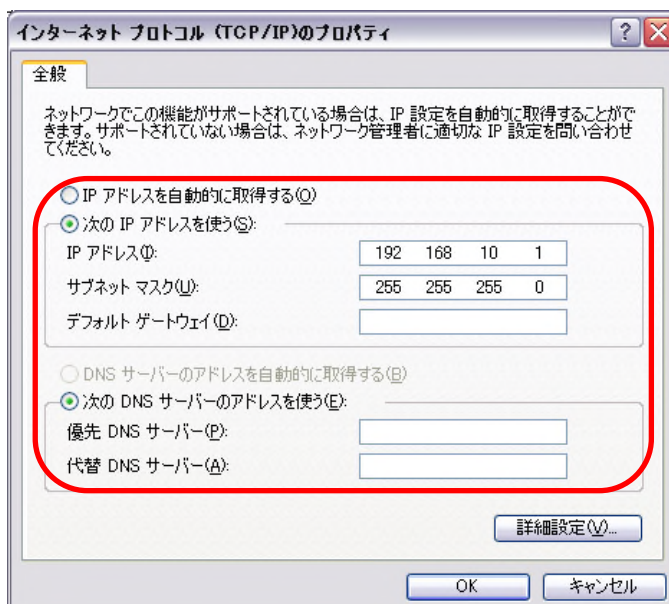 インターネット プロトコル (TCP/IP)のプロパティ
全般
ネットワークでこの機能がサポートされている場合は、IP 設定を自動的に取得することがで
きます。サポートされていない場合は、ネットワーク管理者に適切な IP 設定を問い合わせ
てください。
IP アドレスを自動的に取得する(O)
次の IP アドレスを使う(S):
IP アドレス(I): 192 168 10 1
サブネット マスク(U): 255 255 255 0
デフォルト ゲートウェイ(D):
DNS サーバーのアドレスを自動的に取得する(B)
次の DNS サーバーのアドレスを使う(E):
優先 DNS サーバー(P):
代替 DNS サーバー(A):
詳細設定(V)...
OK キャンセル